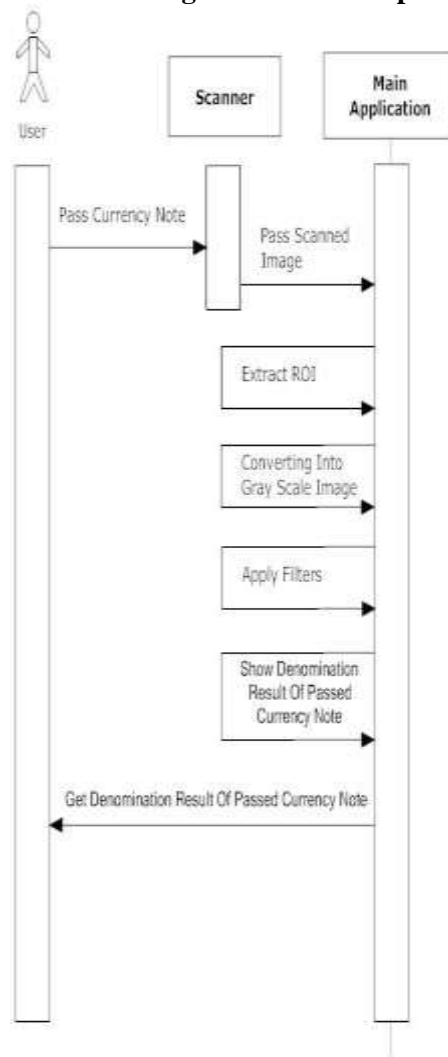 Scanner
Main
Application
User
Pass Currency Note
Pass Scanned
Image
Extract ROI
Converting Into
Gray Scale Image
Apply Filters
Show Denomination
Result Of Passed
Currency Note
Get Denomination Result Of Passed Currency Note